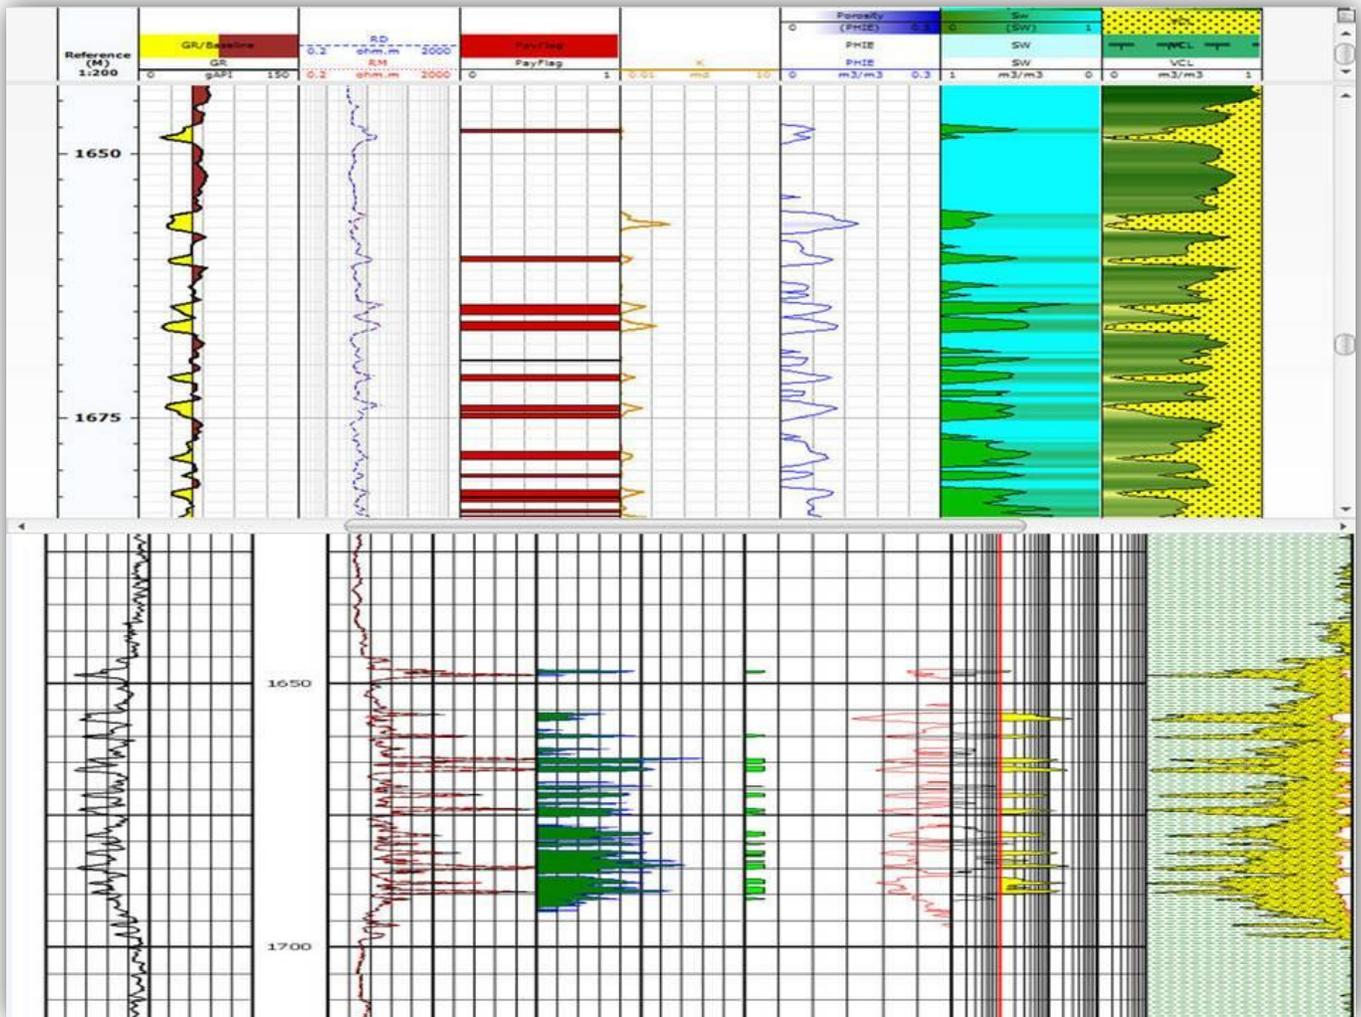 Reference
(M)
1:200
GR/Baseline
GR
0 gAPI 150
RD
0.2 ohm.m 2000
RM
0.2 ohm.m 2000
PayFlag
PayFlag
0 1
K
0.01 md 10
Porosity
0 (PHIE) 0.3
PHIE
PHIE
0 m3/m3 0.3
Sw
0 (SW) 1
SW
SW
1 m3/m3 0
VCL
VCL
VCL
0 m3/m3 1
1650
1675
1650
1700